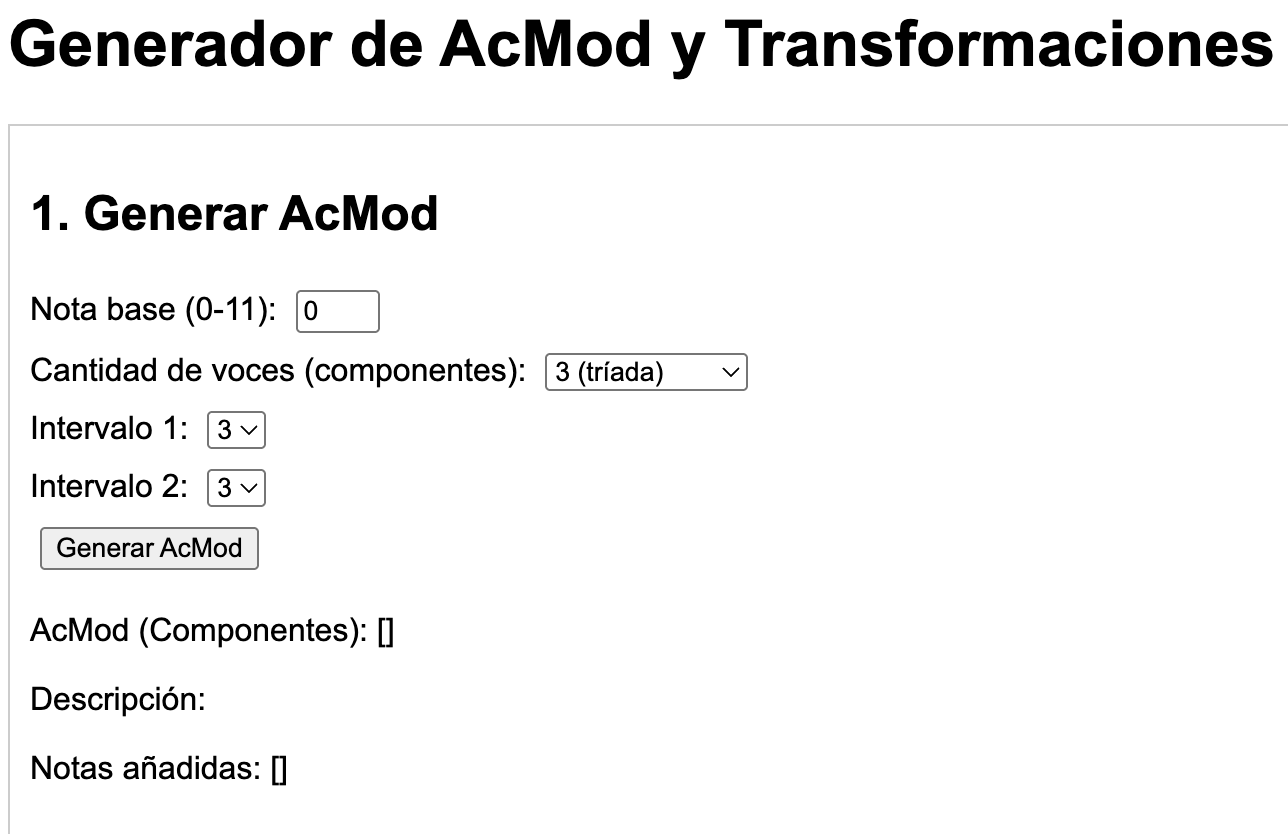 Generador de AcMod y Transformaciones
1. Generar AcMod
Nota base (0-11): 0
Cantidad de voces (componentes): 3 (tríada)
Intervalo 1: 3
Intervalo 2: 3
Generar AcMod
AcMod (Componentes): []
Descripción:
Notas añadidas: []